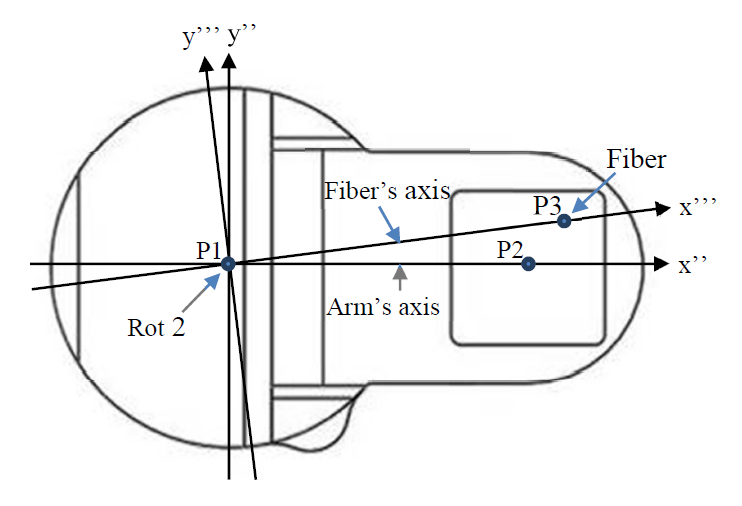 y’’’ y’’
Fiber
Fiber’s axis
P3
x’’’
P1
P2
x’’
Arm’s axis
Rot 2